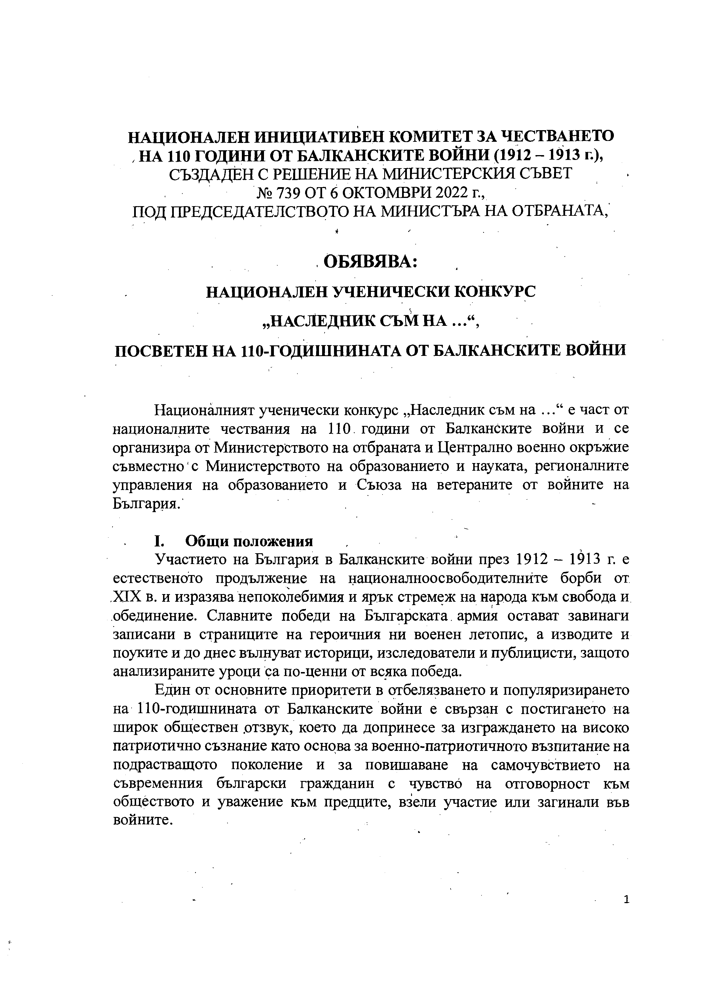 НАЦИОНАЛЕН ИНИЦИАТИВЕН КОМИТЕТ ЗА ЧЕСТВАНЕТО
НА 110 ГОДИНИ ОТ БАЛКАНСКИТЕ ВОЙНИ (1912 – 1913 г.),
СЪЗДАДЕН С РЕШЕНИЕ НА МИНИСТЕРСКИЯ СЪВЕТ
№ 739 ОТ 6 ОКТОМВРИ 2022 г.,
ПОД ПРЕДСЕДАТЕЛСТВОТО НА МИНИСТЪРА НА ОТБРАНАТА,
ОБЯВЯВА:
НАЦИОНАЛЕН УЧЕНИЧЕСКИ КОНКУРС
„НАСЛЕДНИК СЪМ НА …“,
ПОСВЕТЕН НА 110-ГОДИШНИНАТА ОТ БАЛКАНСКИТЕ ВОЙНИ
Националният ученически конкурс „Наследник съм на …“ е част от
националните чествания на 110 години от Балканските войни и се
организира от Министерството на отбраната и Централно военно окръжие
съвместно с Министерството на образованието и науката, регионалните
управления на образованието и Съюза на ветераните от войните на
България.
I. Общи положения
Участието на България в Балканските войни през 1912 – 1913 г. е
естественото продължение на националноосвободителните борби от
XIX в. и изразява непоколебимия и ярък стремеж на народа към свобода и
обединение. Славните победи на Българската армия остават завинаги
записани в страниците на героичния ни военен летопис, а изводите и
поуките и до днес вълнуват историци, изследователи и публицисти, защото
анализираните уроци са по-ценни от всяка победа.
Един от основните приоритети в отбелязването и популяризирането
на 110-годишнината от Балканските войни е свързан с постигането на
широк обществен отзвук, което да допринесе за изграждането на високо
патриотично съзнание като основа за военно-патриотичното възпитание на
подрастващото поколение и за повишаване на самочувствието на
съвременния български гражданин с чувство на отговорност към
обществото и уважение към предците, взели участие или загинали във
войните.
1